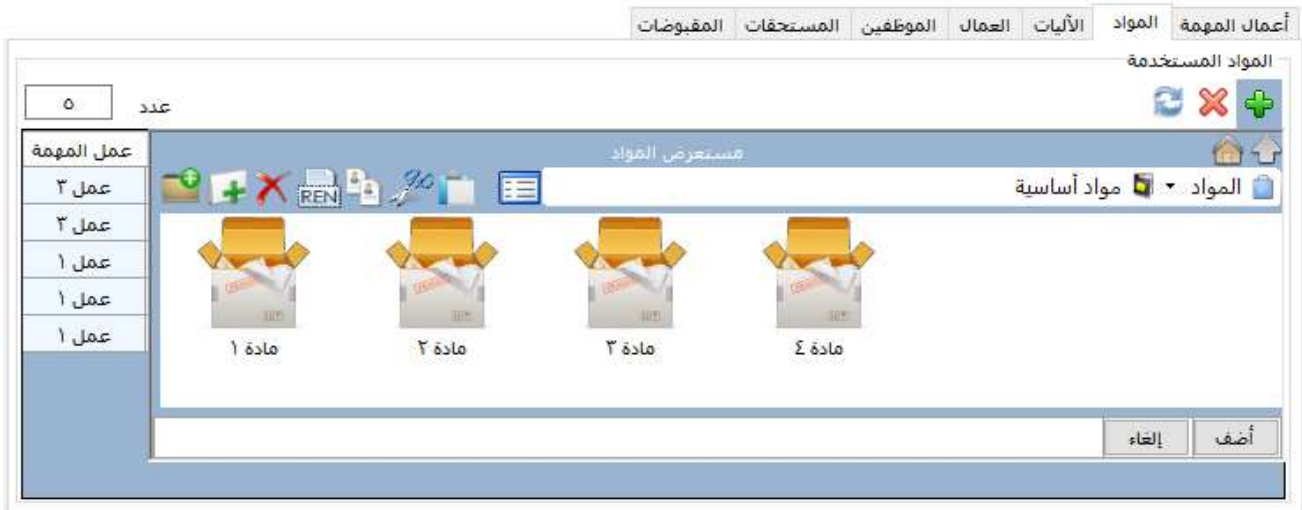 أعمال المهمة المواد الأليات العمال الموظفين المستحقات المقبوضات
المواد المستخدمة
عدد ٥
مستعرض المواد
عمل المهمة
المواد مواد أساسية
REN
عمل ٣
عمل ٣
عمل ١
عمل ١
عمل ١
مادة ١ مادة ٢ مادة ٣ مادة ٤
أضف إلغاء